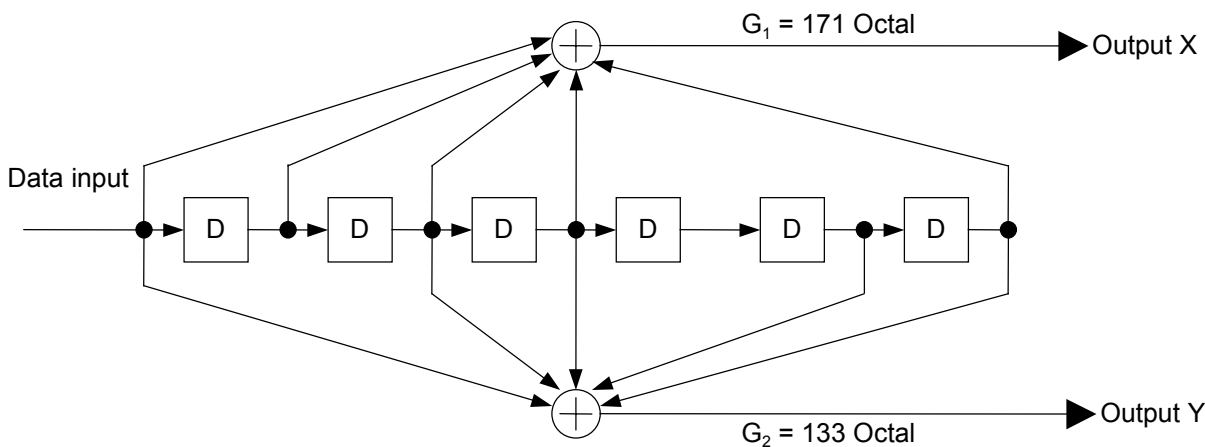 G₁ = 171 Octal
Output X
Data input
D D D D D D
Output Y
G₂ = 133 Octal